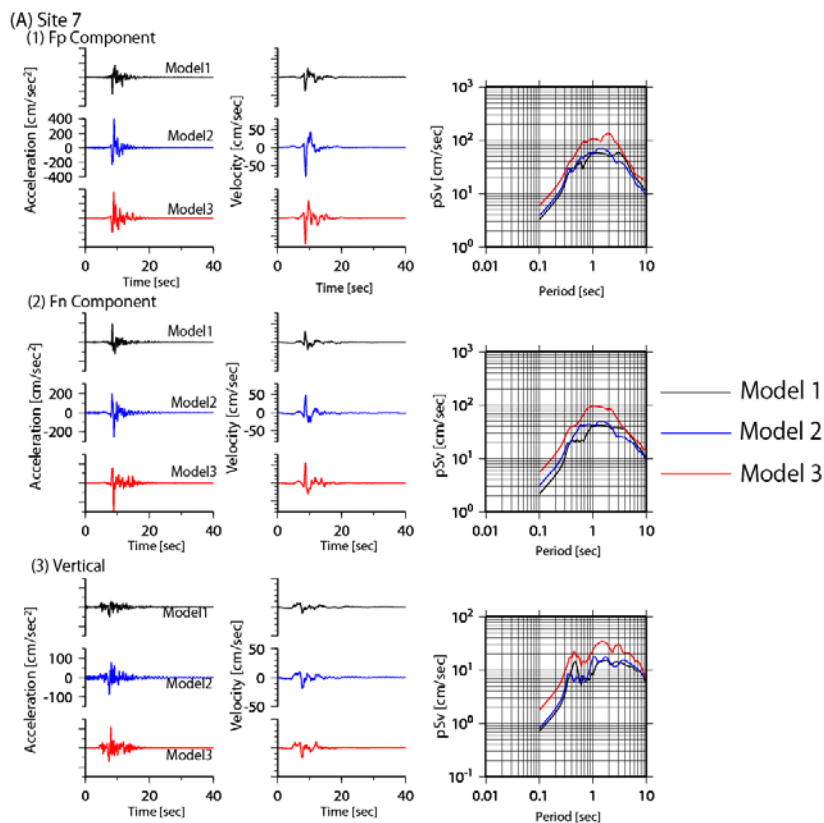 (A) Site 7
(1) Fp Component
Acceleration [cm/sec²]
Model1
400
200
0
-200
-400
Model2
Model3
0 20 40
Time [sec]
Velocity [cm/sec]
50
0
-50
0 20 40
Time [sec]
pSv [cm/sec]
10³
10²
10¹
10⁰
0.01 0.1 1 10
Period [sec]
(2) Fn Component
Acceleration [cm/sec²]
Model1
200
0
-200
Model2
Model3
0 20 40
Time [sec]
Velocity [cm/sec]
50
0
-50
0 20 40
Time [sec]
pSv [cm/sec]
10³
10²
10¹
10⁰
0.01 0.1 1 10
Period [sec]
Model 1
Model 2
Model 3
(3) Vertical
Acceleration [cm/sec²]
Model1
100
0
-100
Model2
Model3
0 20 40
Time [sec]
Velocity [cm/sec]
50
0
-50
0 20 40
Time [sec]
pSv [cm/sec]
10²
10¹
10⁰
10⁻¹
0.01 0.1 1 10
Period [sec]